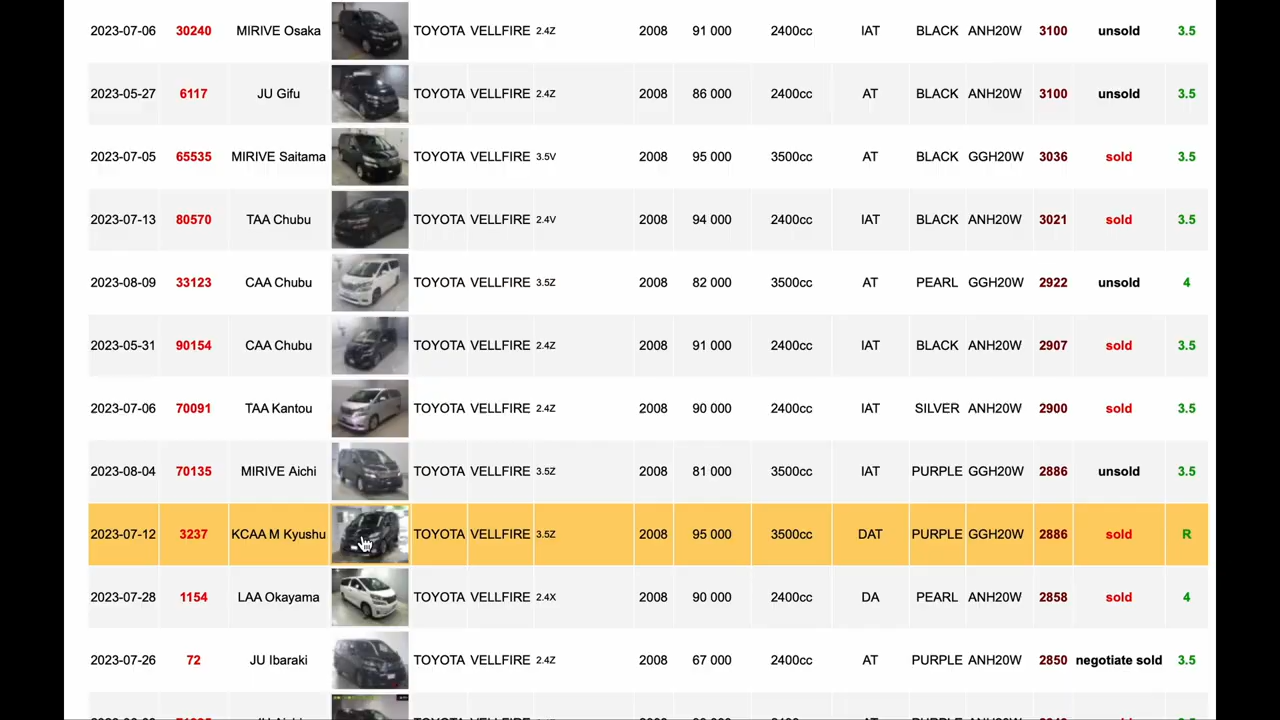 2023-07-06 30240 MIRIVE Osaka TOYOTA VELLFIRE 2.4Z 2008 91 000 2400cc IAT BLACK ANH20W 3100 unsold 3.5
2023-05-27 6117 JU Gifu TOYOTA VELLFIRE 2.4Z 2008 86 000 2400cc AT BLACK ANH20W 3100 unsold 3.5
2023-07-05 65535 MIRIVE Saitama TOYOTA VELLFIRE 3.5V 2008 95 000 3500cc AT BLACK GGH20W 3036 sold 3.5
2023-07-13 80570 TAA Chubu TOYOTA VELLFIRE 2.4V 2008 94 000 2400cc IAT BLACK ANH20W 3021 sold 3.5
2023-08-09 33123 CAA Chubu TOYOTA VELLFIRE 3.5Z 2008 82 000 3500cc AT PEARL GGH20W 2922 unsold 4
2023-05-31 90154 CAA Chubu TOYOTA VELLFIRE 2.4Z 2008 91 000 2400cc IAT BLACK ANH20W 2907 sold 3.5
2023-07-06 70091 TAA Kantou TOYOTA VELLFIRE 2.4Z 2008 90 000 2400cc IAT SILVER ANH20W 2900 sold 3.5
2023-08-04 70135 MIRIVE Aichi TOYOTA VELLFIRE 3.5Z 2008 81 000 3500cc IAT PURPLE GGH20W 2886 unsold 3.5
2023-07-12 3237 KCAA M Kyushu TOYOTA VELLFIRE 3.5Z 2008 95 000 3500cc DAT PURPLE GGH20W 2886 sold R
2023-07-28 1154 LAA Okayama TOYOTA VELLFIRE 2.4X 2008 90 000 2400cc DA PEARL ANH20W 2858 sold 4
2023-07-26 72 JU Ibaraki TOYOTA VELLFIRE 2.4Z 2008 67 000 2400cc AT PURPLE ANH20W 2850 negotiate sold 3.5